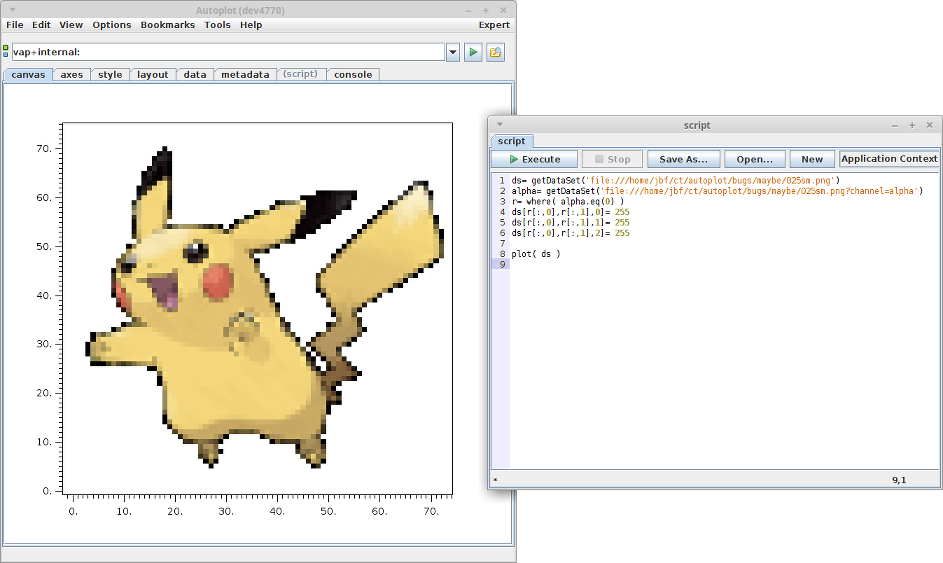 Autoplot (dev4770)
File Edit View Options Bookmarks Tools Help Expert
vap+internal:
canvas axes style layout data metadata (script) console
70.
60.
50.
40.
30.
20.
10.
0.
0. 10. 20. 30. 40. 50. 60. 70.
script
script
Execute Stop Save As... Open... New Application Context
1 ds= getDataSet('file:///home/jbf/ct/autoplot/bugs/maybe/025sm.png')
2 alpha= getDataSet('file:///home/jbf/ct/autoplot/bugs/maybe/025sm.png?channel=alpha')
3 r= where( alpha.eq(0) )
4 ds[r[:,0],r[:,1],0]= 255
5 ds[r[:,0],r[:,1],1]= 255
6 ds[r[:,0],r[:,1],2]= 255
7
8 plot( ds )
9
* 9,1